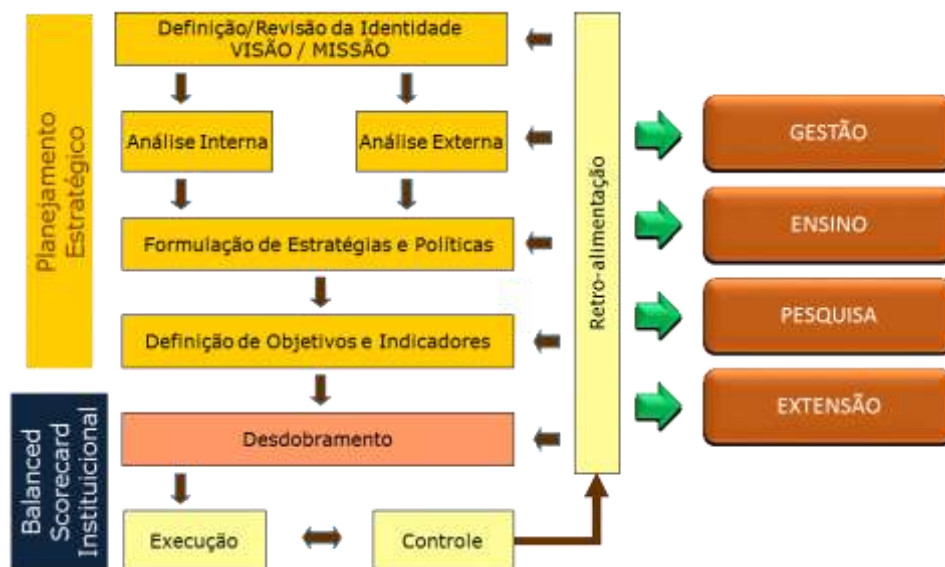 Planejamento
Estratégico
Definição/Revisão da Identidade
VISÃO / MISSÃO
Análise Interna
Análise Externa
Formulação de Estratégias e Políticas
Definição de Objetivos e Indicadores
Balanced
Scorecard
Instituicional
Desdobramento
Execução
Controle
Retro-alimentação
GESTÃO
ENSINO
PESQUISA
EXTENSÃO